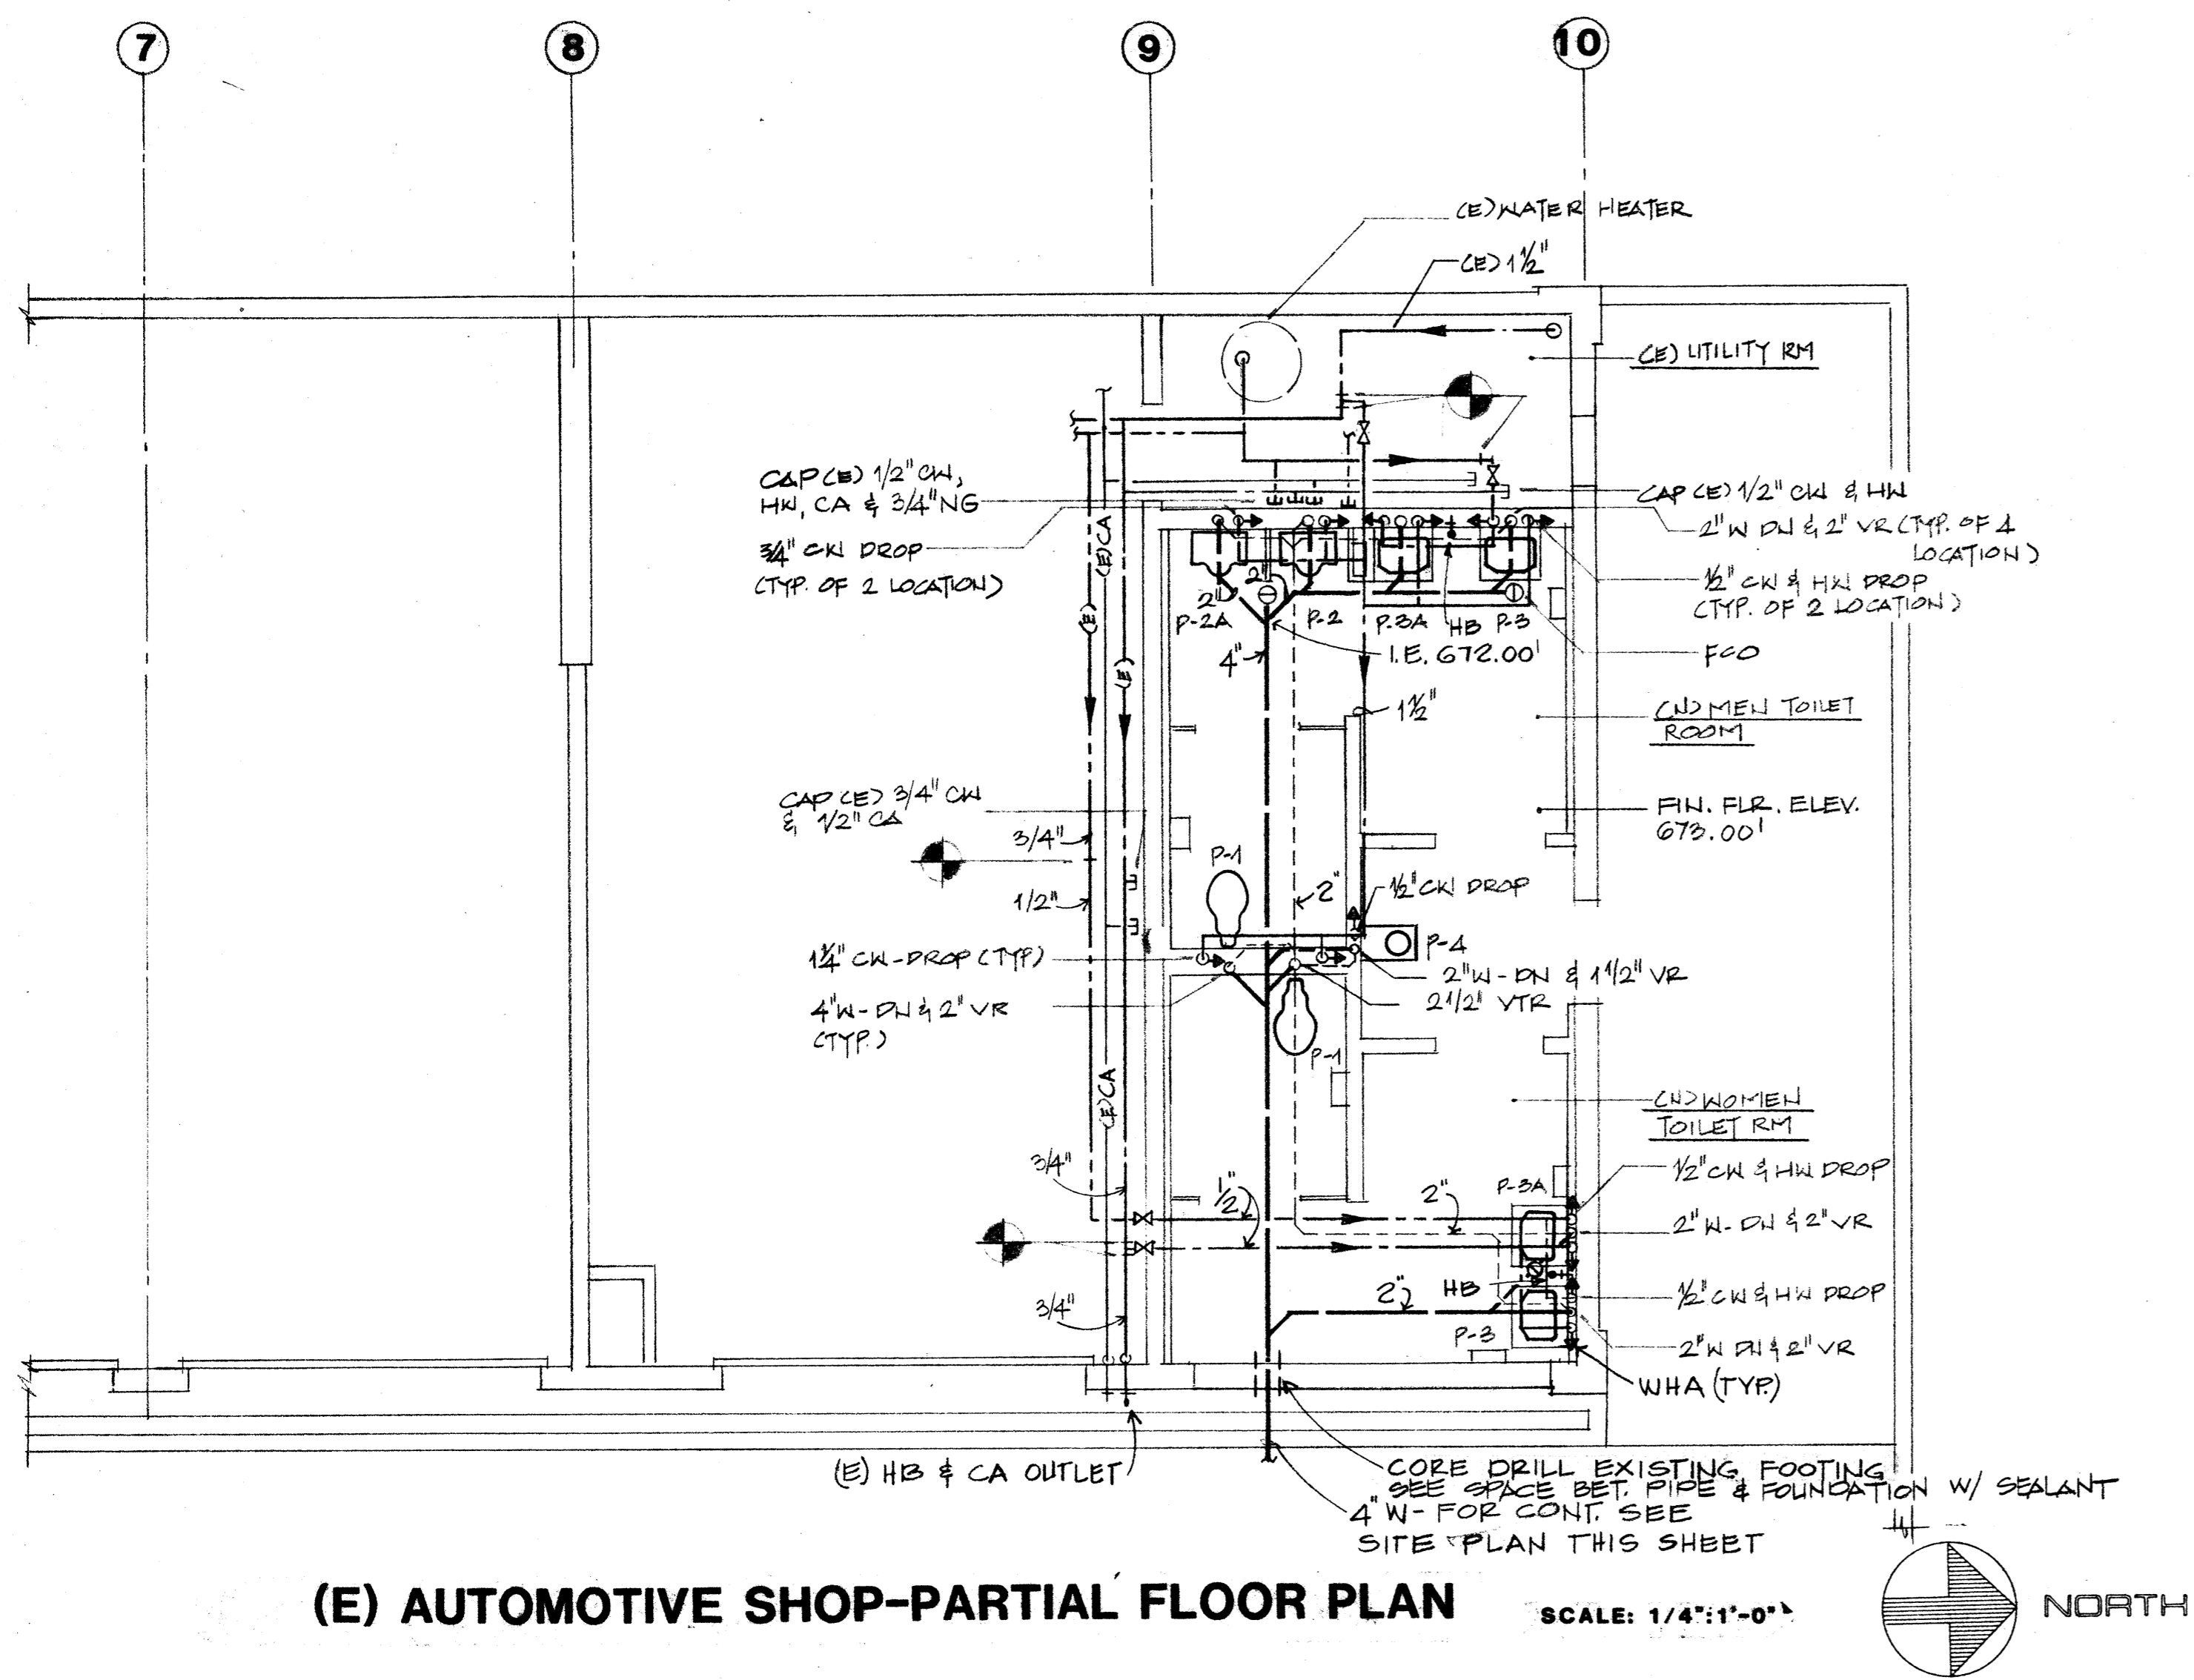 7
8
9
10
(E) WATER HEATER
(E) 1½"
(E) UTILITY RM
CAP (E) 1/2" CW,
HW, CA & 3/4" NG
3/4" CW DROP
(TYP. OF 2 LOCATION)
CAP (E) 1/2" CW & HW
2" W DN & 2" VR (TYP. OF 4
LOCATION)
½" CW & HW DROP
(TYP. OF 2 LOCATION)
(E) CA
(E)
(E)
2"
2"
P-2A
P-2
P-3A
HB
P-3
4"
I.E. 672.00'
FCO
1½"
(N) MEN TOILET
ROOM
CAP (E) 3/4" CW
& 1/2" CA
3/4"
FIN. FLR. ELEV.
673.00'
P-1
2"
½" CW DROP
1/2"
1¼" CW-DROP (TYP)
P-4
2" W-DN & 1 1/2" VR
2 1/2" VTR
4" W-DN & 2" VR
(TYP.)
P-1
(E) CA
(N) WOMEN
TOILET RM
3/4"
1/2"
2"
P-3A
1/2" CW & HW DROP
2" W-DN & 2" VR
HB
2"
1/2" CW & HW DROP
3/4"
P-3
2" W DN & 2" VR
WHA (TYP.)
(E) HB & CA OUTLET
CORE DRILL EXISTING FOOTING
SEE SPACE BET. PIPE & FOUNDATION W/ SEALANT
4" W- FOR CONT. SEE
SITE PLAN THIS SHEET
(E) AUTOMOTIVE SHOP-PARTIAL FLOOR PLAN
SCALE: 1/4":1'-0"
NORTH